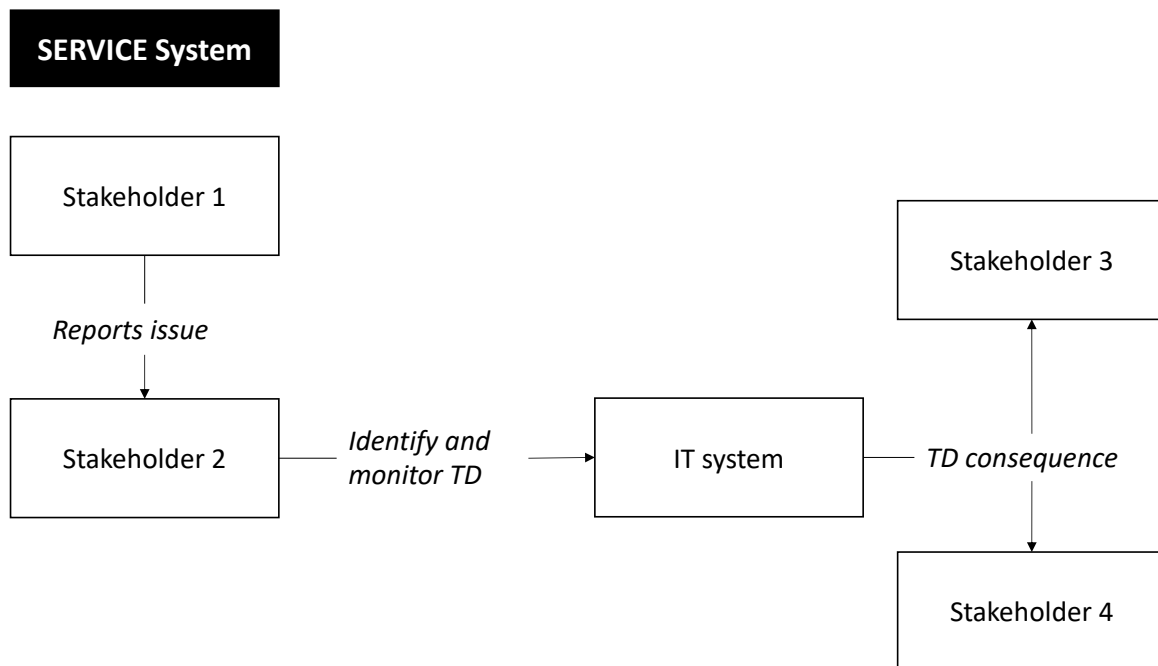 SERVICE System
Stakeholder 1
Reports issue
Stakeholder 2
Identify and
monitor TD
IT system
Stakeholder 3
TD consequence
Stakeholder 4